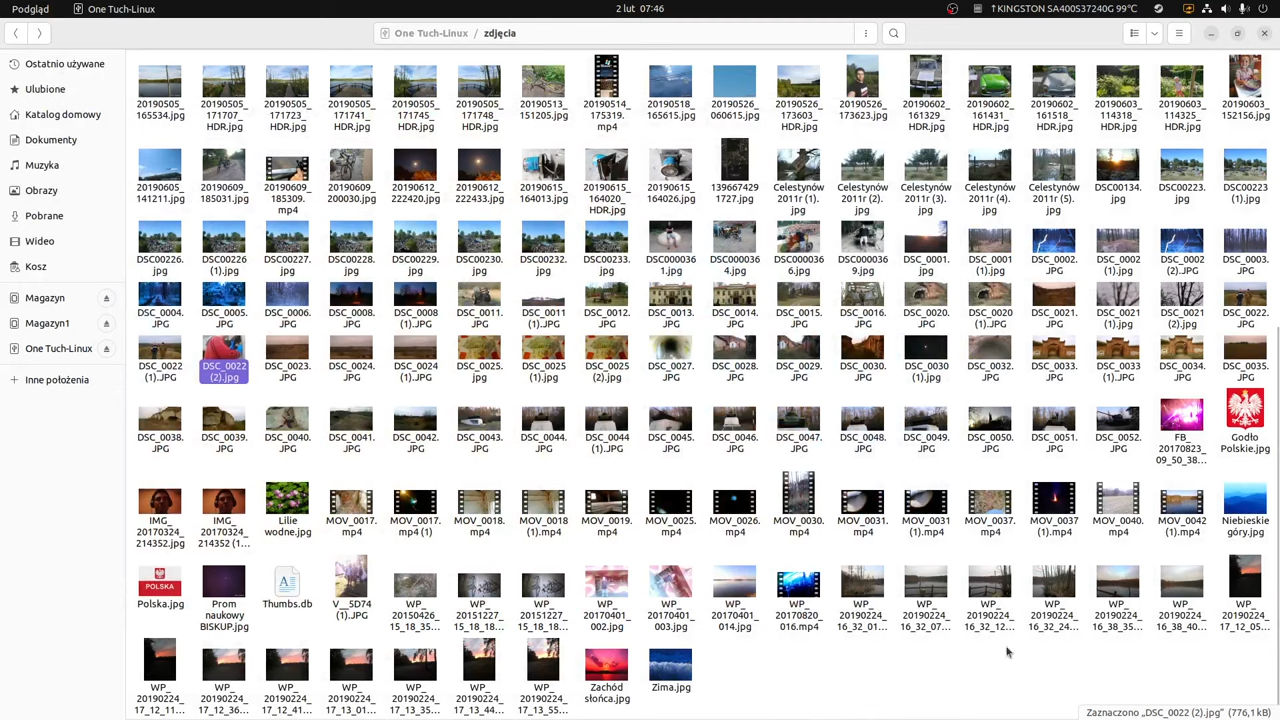 Podgląd
One Tuch-Linux
2 lut 07:46
↑KINGSTON SA400S37240G 99°C
One Tuch-Linux / zdjęcia
Ostatnio używane
Ulubione
Katalog domowy
Dokumenty
Muzyka
Obrazy
Pobrane
Wideo
Kosz
Magazyn
Magazyn1
One Tuch-Linux
Inne położenia
20190505_165534.jpg
20190505_171707_HDR.jpg
20190505_171723_HDR.jpg
20190505_171741_HDR.jpg
20190505_171745_HDR.jpg
20190505_171748_HDR.jpg
20190513_151205.jpg
20190514_175319.mp4
20190518_165615.jpg
20190526_060615.jpg
20190526_173603_HDR.jpg
20190526_173623.jpg
20190602_161329_HDR.jpg
20190602_161431_HDR.jpg
20190602_161518_HDR.jpg
20190603_114318_HDR.jpg
20190603_114325_HDR.jpg
20190603_152156.jpg
20190605_141211.jpg
20190609_185031.jpg
20190609_185309.mp4
20190609_200030.jpg
20190612_222420.jpg
20190612_222433.jpg
20190615_164013.jpg
20190615_164020_HDR.jpg
20190615_164026.jpg
1396674291727.jpg
Celestynów 2011r (1).jpg
Celestynów 2011r (2).jpg
Celestynów 2011r (3).jpg
Celestynów 2011r (4).jpg
Celestynów 2011r (5).jpg
DSC00134.jpg
DSC00223.jpg
DSC00223 (1).jpg
DSC00226.jpg
DSC00226 (1).jpg
DSC00227.jpg
DSC00228.jpg
DSC00229.jpg
DSC00232.jpg
DSC00233.jpg
DSC0000361.jpg
DSC0000364.jpg
DSC0000366.jpg
DSC0000369.jpg
DSC_0001.jpg
DSC_0001 (1).jpg
DSC_0002.JPG
DSC_0002 (1).JPG
DSC_0002 (2).JPG
DSC_0003.JPG
DSC_0004.JPG
DSC_0005.JPG
DSC_0006.JPG
DSC_0008.JPG
DSC_0008 (1).JPG
DSC_0011.JPG
DSC_0011 (1).JPG
DSC_0012.JPG
DSC_0013.JPG
DSC_0014.JPG
DSC_0015.JPG
DSC_0016.JPG
DSC_0020.JPG
DSC_0020 (1).JPG
DSC_0021.JPG
DSC_0021 (1).JPG
DSC_0021 (2).JPG
DSC_0022.JPG
DSC_0022 (1).JPG
DSC_0022 (2).jpg
DSC_0023.JPG
DSC_0024.JPG
DSC_0024 (1).JPG
DSC_0025.jpg
DSC_0025 (1).jpg
DSC_0025 (2).jpg
DSC_0027.JPG
DSC_0028.JPG
DSC_0029.JPG
DSC_0030.JPG
DSC_0030 (1).JPG
DSC_0032.JPG
DSC_0033.JPG
DSC_0033 (1).JPG
DSC_0034.JPG
DSC_0035.JPG
DSC_0038.JPG
DSC_0039.JPG
DSC_0040.JPG
DSC_0041.JPG
DSC_0042.JPG
DSC_0043.JPG
DSC_0044.JPG
DSC_0044 (1).JPG
DSC_0045.JPG
DSC_0046.JPG
DSC_0047.JPG
DSC_0048.JPG
DSC_0049.JPG
DSC_0050.JPG
DSC_0051.JPG
DSC_0052.JPG
FB_20170823_09_50_38…
Godło Polskie.jpg
IMG_20170324_214352.jpg
IMG_20170324_214352 (1…
Lilie wodne.jpg
MOV_0017.mp4
MOV_0017.mp4 (1)
MOV_0018.mp4
MOV_0018 (1).mp4
MOV_0019.mp4
MOV_0025.mp4
MOV_0026.mp4
MOV_0030.mp4
MOV_0031.mp4
MOV_0031 (1).mp4
MOV_0037.mp4
MOV_0037 (1).mp4
MOV_0040.mp4
MOV_0042 (1).mp4
Niebieskie góry.jpg
POLSKA
Polska.jpg
Prom naukowy BISKUP.jpg
Thumbs.db
V__5D74 (1).JPG
WP_20150426_15_18_35…
WP_20151227_15_18_18…
WP_20151227_15_18_18…
WP_20170401_002.jpg
WP_20170401_003.jpg
WP_20170401_014.jpg
WP_20170820_016.mp4
WP_20190224_16_32_01…
WP_20190224_16_32_07…
WP_20190224_16_32_12…
WP_20190224_16_32_24…
WP_20190224_16_38_35…
WP_20190224_16_38_40…
WP_20190224_17_12_05…
WP_20190224_17_12_11…
WP_20190224_17_12_36…
WP_20190224_17_12_41…
WP_20190224_17_13_01…
WP_20190224_17_13_35…
WP_20190224_17_13_44…
WP_20190224_17_13_55…
Zachód słońca.jpg
Zima.jpg
Zaznaczono „DSC_0022 (2).jpg” (776,1 kB)